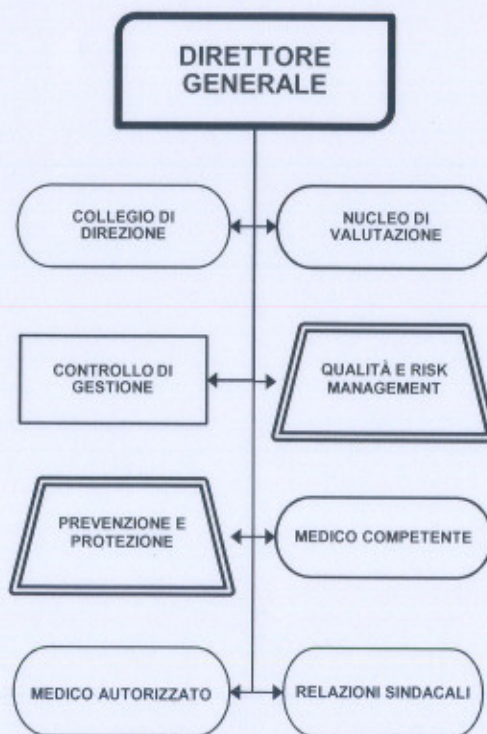 DIRETTORE
GENERALE
COLLEGIO DI
DIREZIONE
NUCLEO DI
VALUTAZIONE
CONTROLLO DI
GESTIONE
QUALITÀ E RISK
MANAGEMENT
PREVENZIONE E
PROTEZIONE
MEDICO COMPETENTE
MEDICO AUTORIZZATO
RELAZIONI SINDACALI